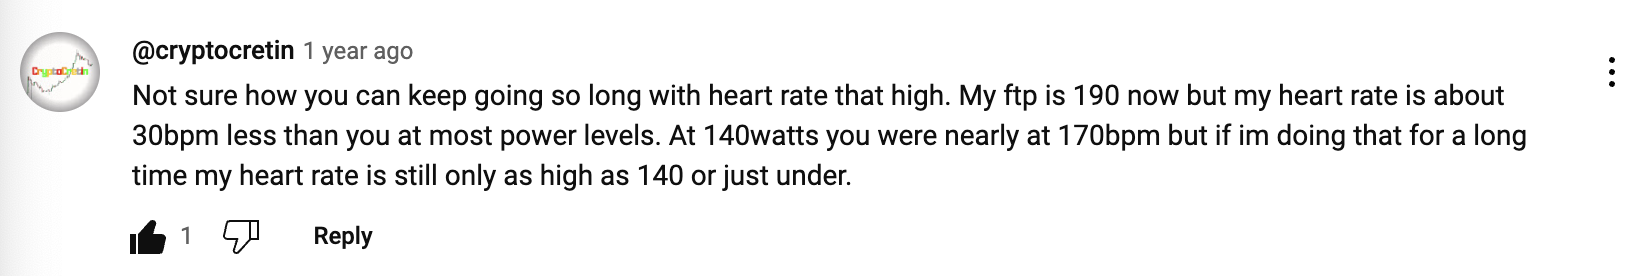 CryptoCretin
@cryptocretin 1 year ago
Not sure how you can keep going so long with heart rate that high. My ftp is 190 now but my heart rate is about
30bpm less than you at most power levels. At 140watts you were nearly at 170bpm but if im doing that for a long
time my heart rate is still only as high as 140 or just under.
1 Reply